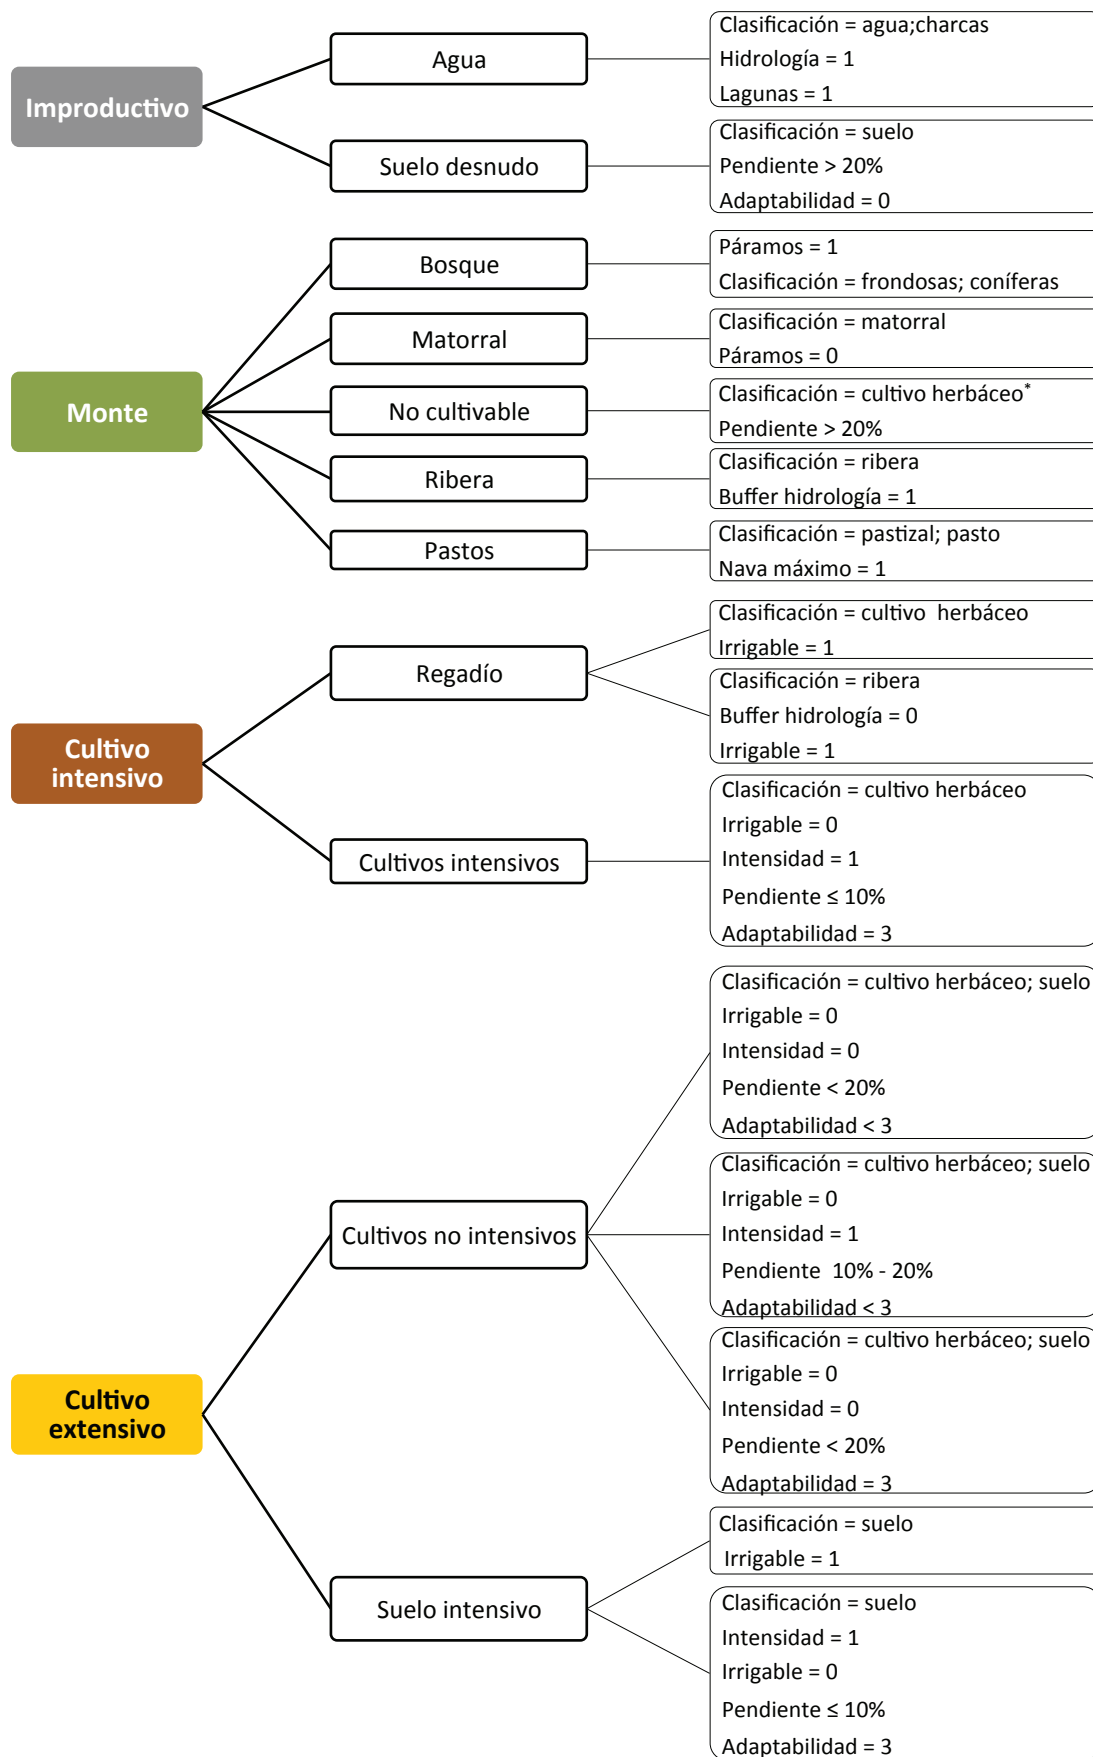 Improductivo
Agua
Clasificación = agua;charcas
Hidrología = 1
Lagunas = 1
Suelo desnudo
Clasificación = suelo
Pendiente > 20%
Adaptabilidad = 0
Monte
Bosque
Páramos = 1
Clasificación = frondosas; coníferas
Matorral
Clasificación = matorral
Páramos = 0
No cultivable
Clasificación = cultivo herbáceo*
Pendiente > 20%
Ribera
Clasificación = ribera
Buffer hidrología = 1
Pastos
Clasificación = pastizal; pasto
Nava máximo = 1
Cultivo
intensivo
Regadío
Clasificación = cultivo  herbáceo
Irrigable = 1
Clasificación = ribera
Buffer hidrología = 0
Irrigable = 1
Cultivos intensivos
Clasificación = cultivo herbáceo
Irrigable = 0
Intensidad = 1
Pendiente ≤ 10%
Adaptabilidad = 3
Cultivo
extensivo
Cultivos no intensivos
Clasificación = cultivo herbáceo; suelo
Irrigable = 0
Intensidad = 0
Pendiente < 20%
Adaptabilidad < 3
Clasificación = cultivo herbáceo; suelo
Irrigable = 0
Intensidad = 1
Pendiente  10% - 20%
Adaptabilidad < 3
Clasificación = cultivo herbáceo; suelo
Irrigable = 0
Intensidad = 0
Pendiente < 20%
Adaptabilidad = 3
Suelo intensivo
Clasificación = suelo
Irrigable = 1
Clasificación = suelo
Intensidad = 1
Irrigable = 0
Pendiente ≤ 10%
Adaptabilidad = 3